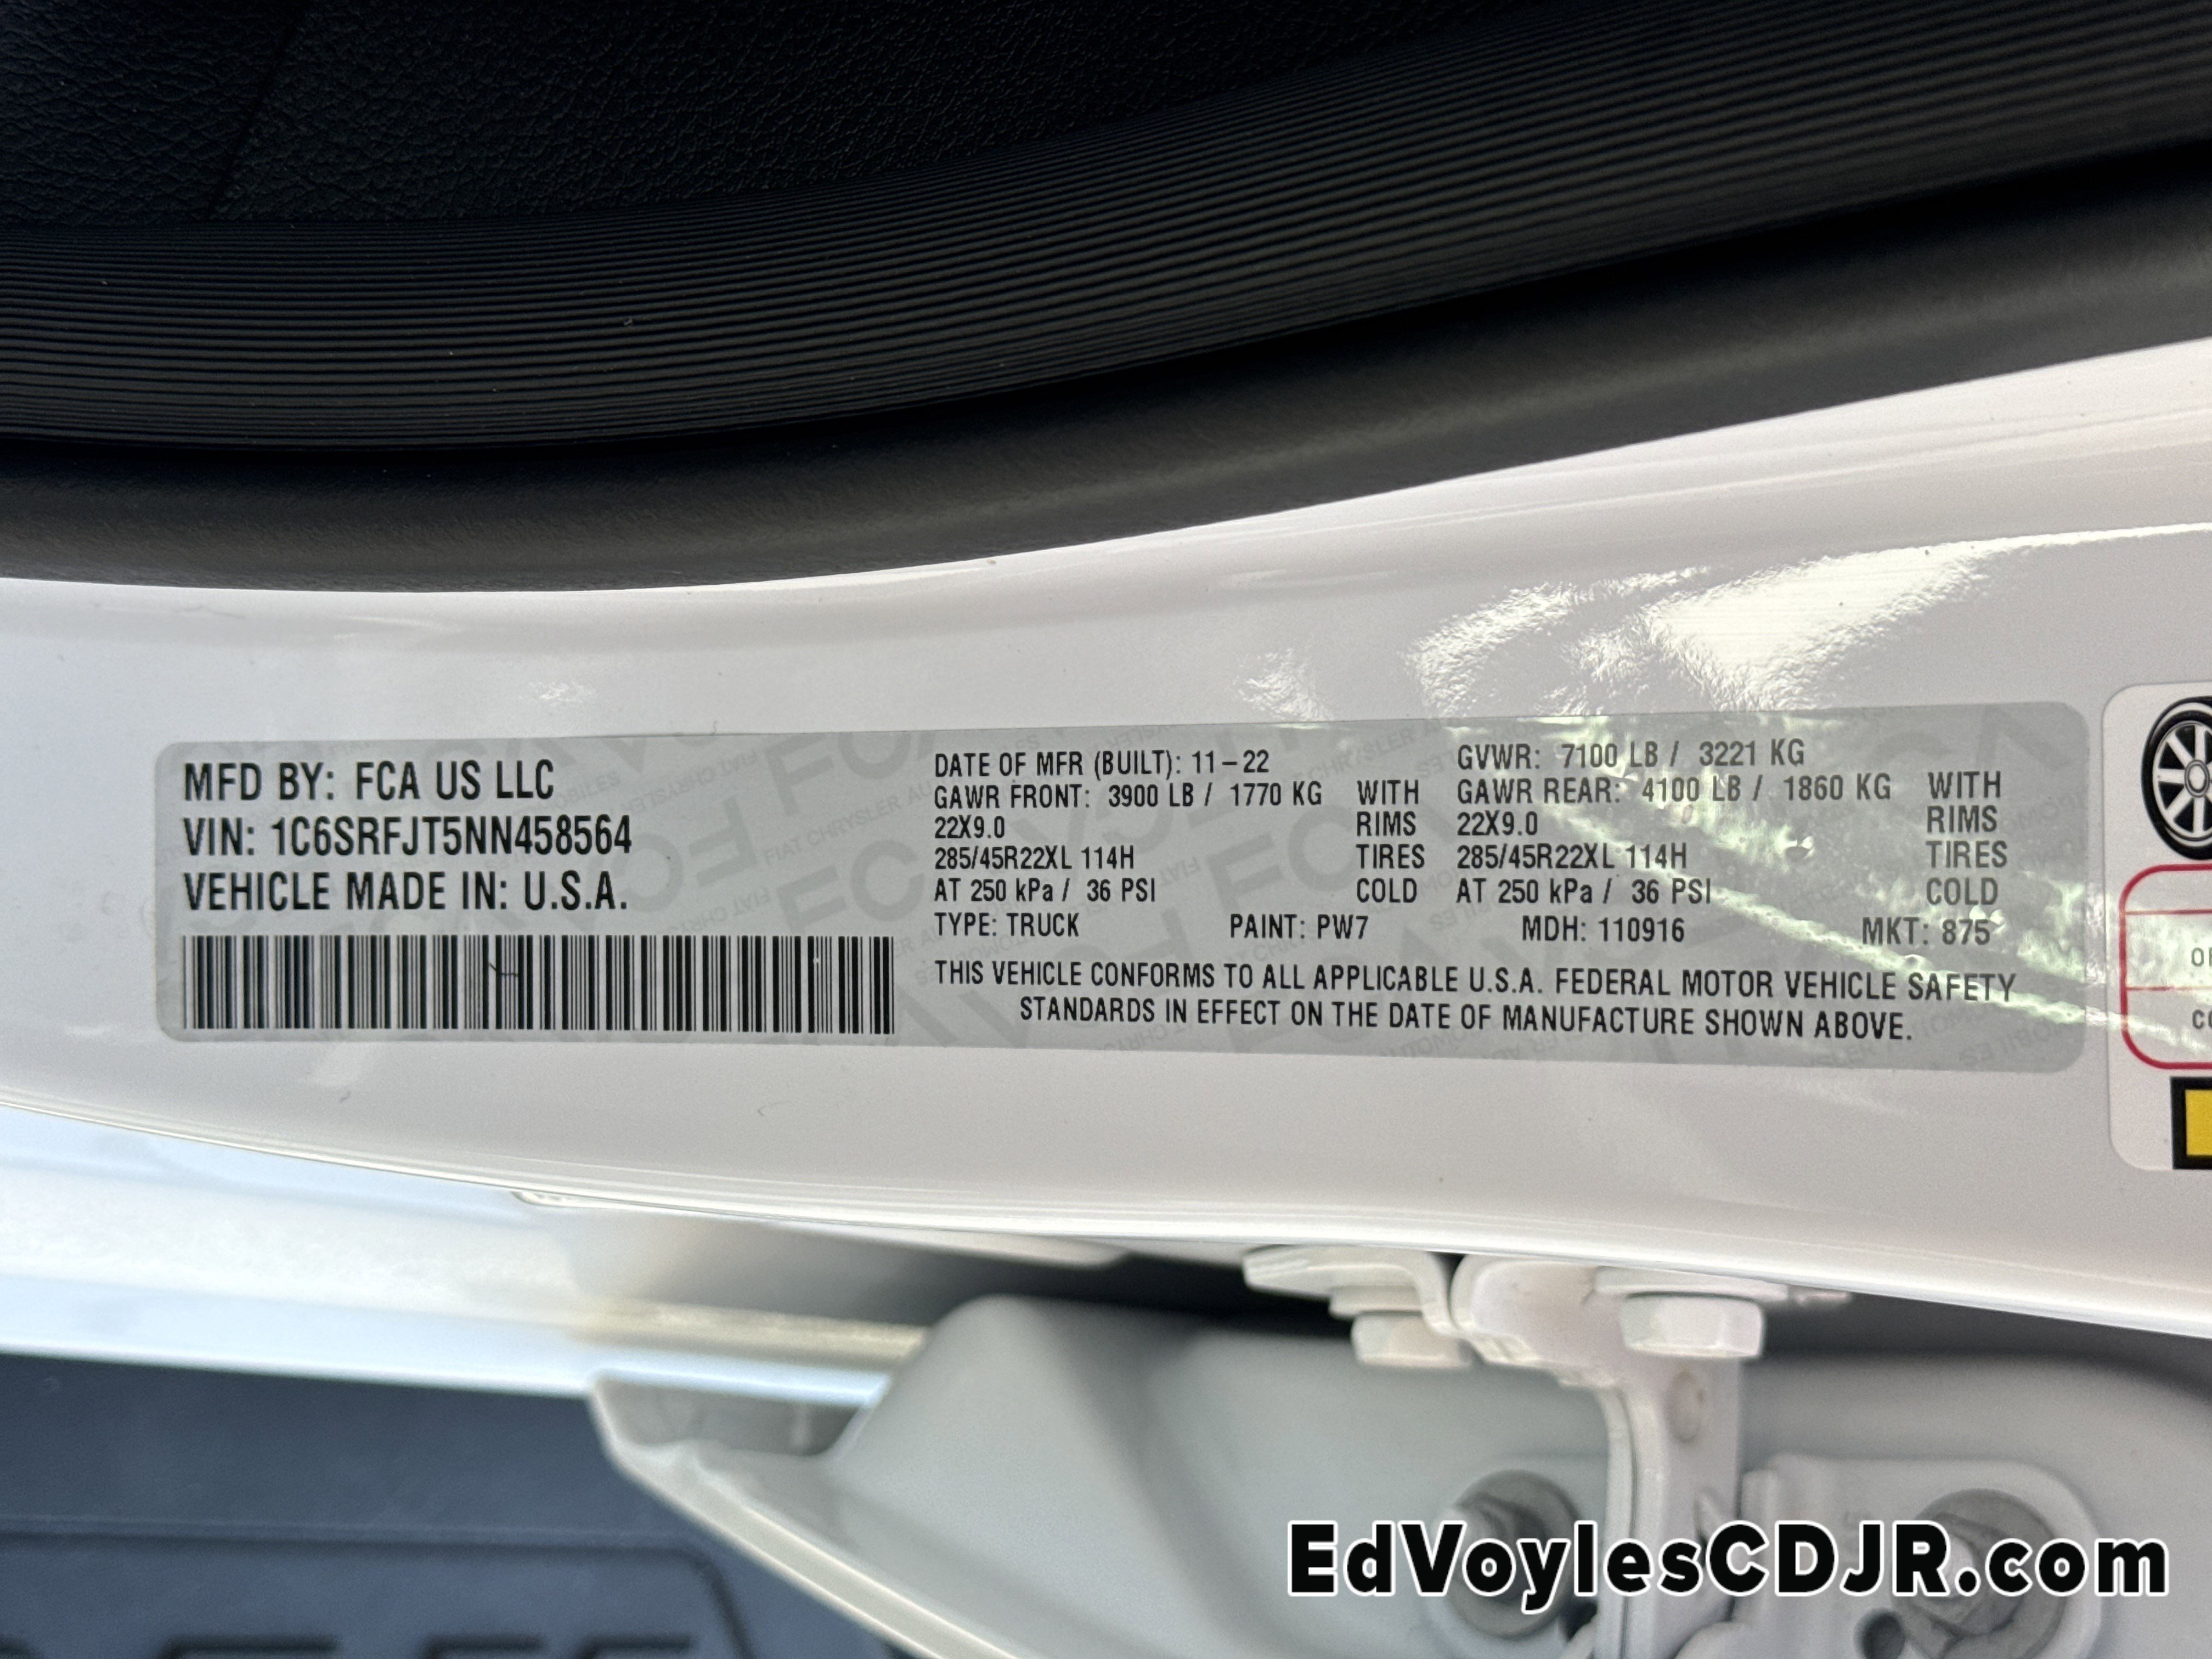 MFD BY: FCA US LLC
VIN: 1C6SRFJT5NN458564
VEHICLE MADE IN: U.S.A.
DATE OF MFR (BUILT): 11-22 GVWR: 7100 LB / 3221 KG
GAWR FRONT: 3900 LB / 1770 KG WITH GAWR REAR: 4100 LB / 1860 KG WITH
22X9.0 RIMS 22X9.0 RIMS
285/45R22XL 114H TIRES 285/45R22XL 114H TIRES
AT 250 kPa / 36 PSI COLD AT 250 kPa / 36 PSI COLD
TYPE: TRUCK PAINT: PW7 MDH: 110916 MKT: 875
THIS VEHICLE CONFORMS TO ALL APPLICABLE U.S.A. FEDERAL MOTOR VEHICLE SAFETY
STANDARDS IN EFFECT ON THE DATE OF MANUFACTURE SHOWN ABOVE.
EdVoylesCDJR.com